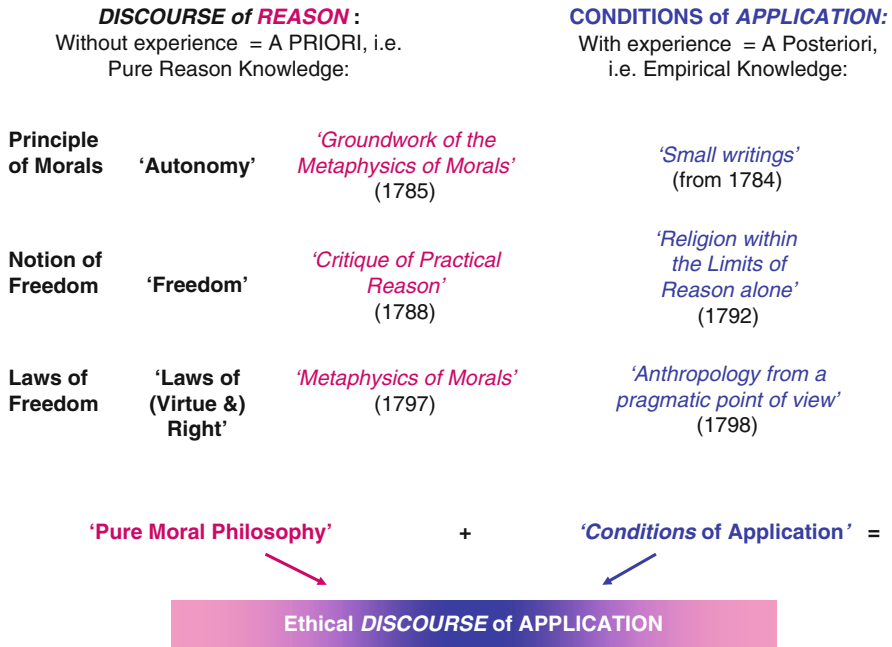 DISCOURSE of REASON :
Without experience = A PRIORI, i.e.
Pure Reason Knowledge:
CONDITIONS of APPLICATION:
With experience = A Posteriori,
i.e. Empirical Knowledge:
Principle
of Morals
‘Autonomy’
‘Groundwork of the
Metaphysics of Morals’
(1785)
‘Small writings’
(from 1784)
Notion of
Freedom
‘Freedom’
‘Critique of Practical
Reason’
(1788)
‘Religion within
the Limits of
Reason alone’
(1792)
Laws of
Freedom
‘Laws of
(Virtue &)
Right’
‘Metaphysics of Morals’
(1797)
‘Anthropology from a
pragmatic point of view’
(1798)
‘Pure Moral Philosophy’ + ‘Conditions of Application’ =
Ethical DISCOURSE of APPLICATION